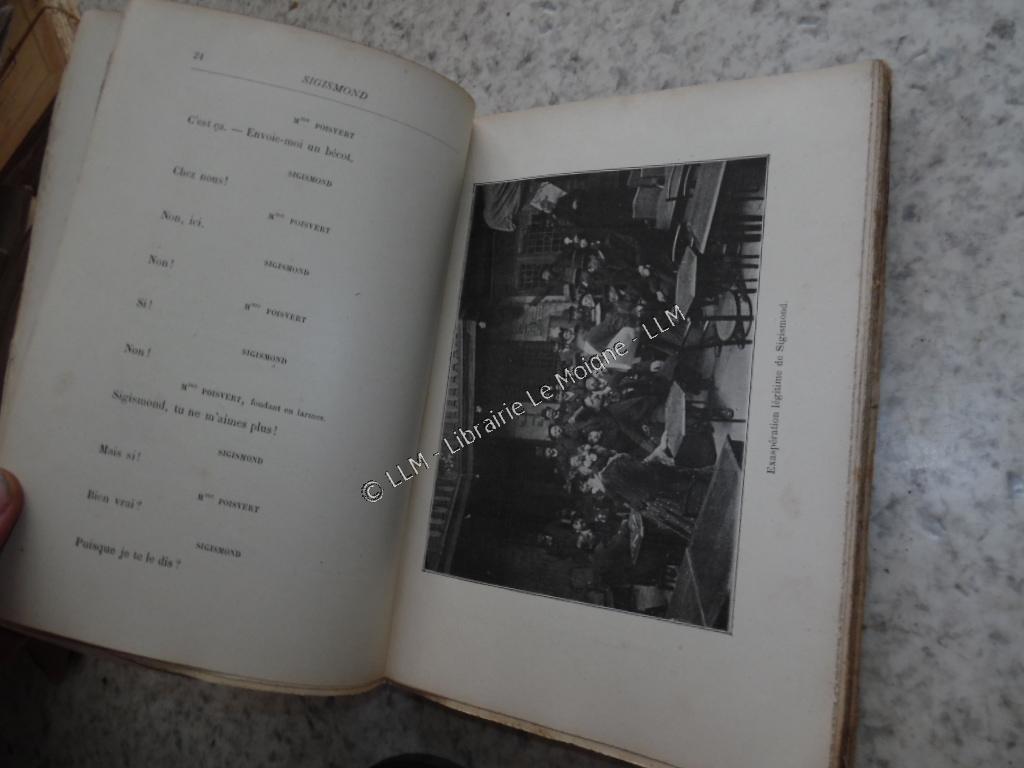 24
SIGISMOND
Mme POISVERT
C'est ça. — Envoie-moi un bécot.
SIGISMOND
Chez nous!
Mme POISVERT
Non, ici.
SIGISMOND
Non!
Mme POISVERT
Si!
SIGISMOND
Non!
Mme POISVERT, fondant en larmes.
Sigismond, tu ne m'aimes plus!
SIGISMOND
Mais si!
Mme POISVERT
Bien vrai?
SIGISMOND
Puisque je te le dis?
Exaspération légitime de Sigismond.
© LLM - Librairie Le Moigne - LLM